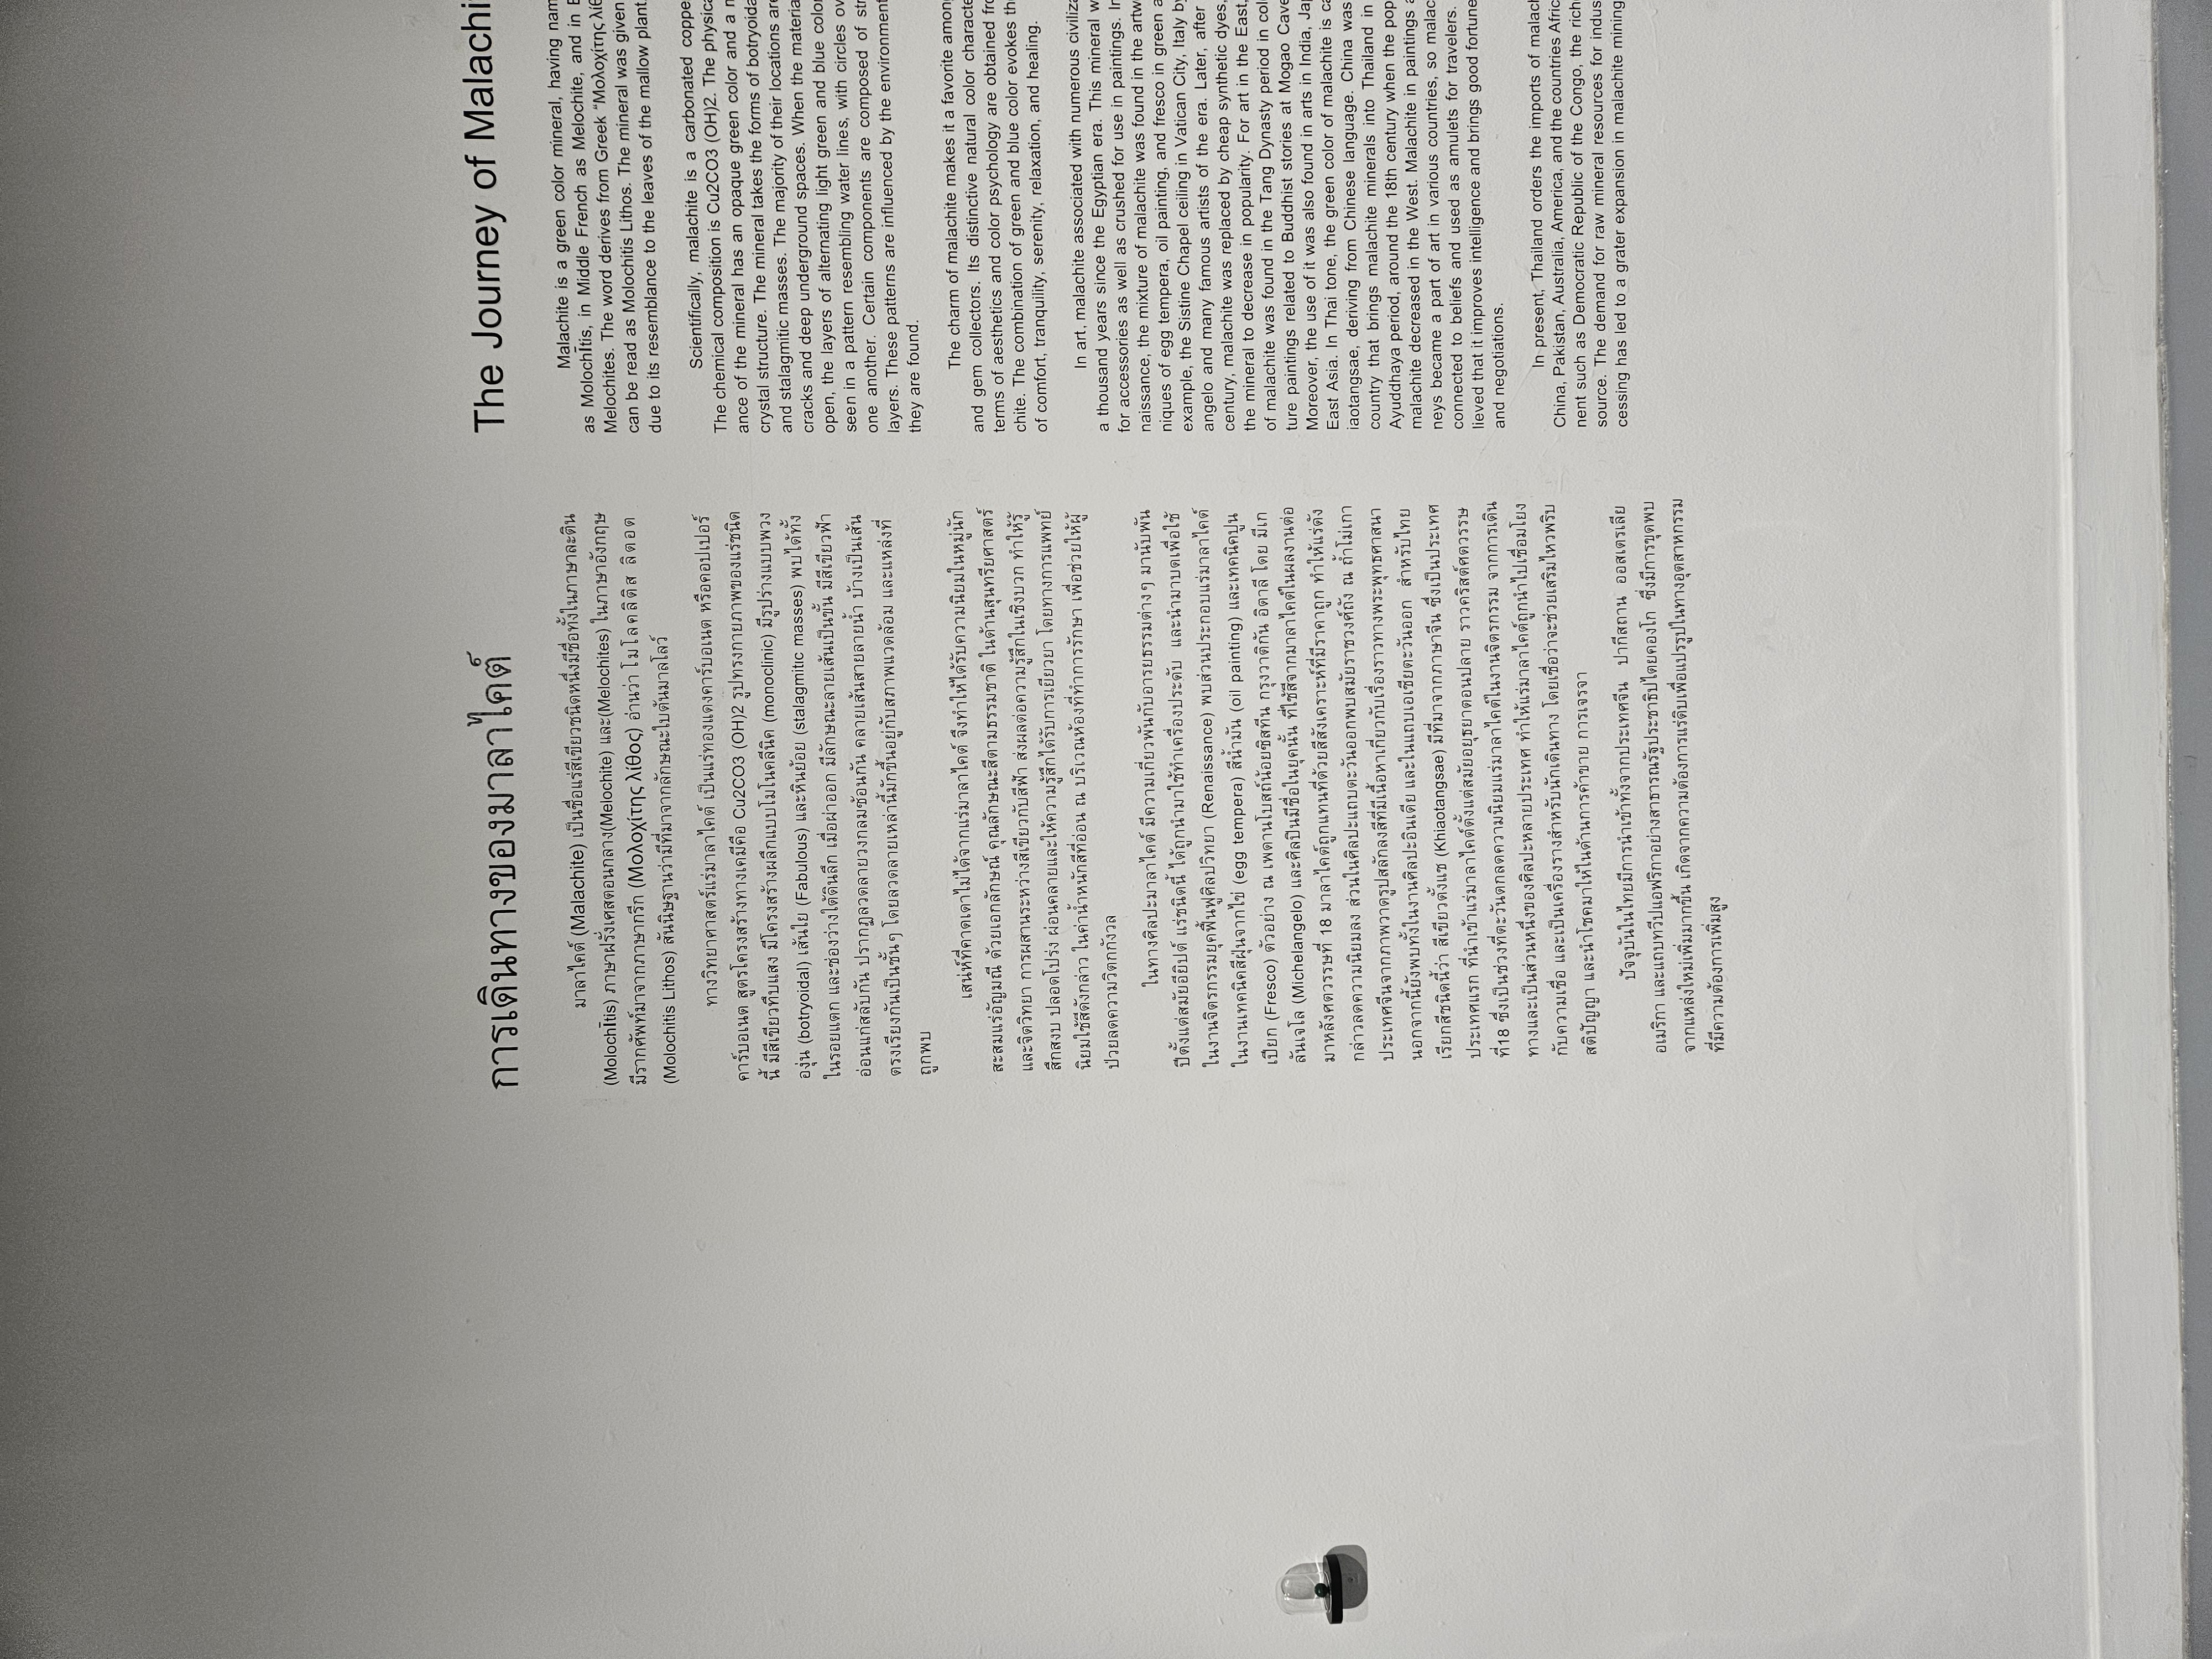 การเดินทางของมาลาไคต์
มาลาไคต์ (Malachite) เป็นชื่อแร่สีเขียวชนิดหนึ่งมีชื่อทั้งในภาษาละติน
(Molochītis) ภาษาฝรั่งเศสตอนกลาง(Melochite) และ(Melochites) ในภาษาอังกฤษ
มีรากศัพท์มาจากภาษากรีก (Μολοχίτης λίθος) อ่านว่า โมโลคลิติส ลิตอต
(Molochitis Lithos) สันนิษฐานว่ามีที่มาจากลักษณะใบต้นมาลโลว์
ทางวิทยาศาสตร์แร่มาลาไคต์ เป็นแร่ทองแดงคาร์บอเนต หรือคอปเปอร์
คาร์บอเนต สูตรโครงสร้างทางเคมีคือ Cu2CO3 (OH)2 รูปทรงกายภาพของแร่ชนิด
นี้ มีสีเขียวทึบแสง มีโครงสร้างผลึกแบบโมโนคลีนิค (monoclinic) มีรูปร่างแบบพวง
องุ่น (botryoidal) เส้นใย (Fabulous) และหินย้อย (stalagmitic masses) พบได้ทั้ง
ในรอยแตก และช่องว่างใต้ดินลึก เมื่อผ่าออก มีลักษณะลายเส้นเป็นขั้น มีสีเขียวฟ้า
อ่อนแก่สลับกัน ปรากฏลวดลายวงกลมซ้อนกัน คลายเส้นสายลายน้ำ บ้างเป็นเส้น
ตรงเรียงกันเป็นชั้นๆ โดยลวดลายเหล่านี้มักขึ้นอยู่กับสภาพแวดล้อม และแหล่งที่
ถูกพบ
เสน่ห์ที่คาดเดาไม่ได้จากแร่มาลาไคต์ จึงทำให้ได้รับความนิยมในหมู่นัก
สะสมแร่อัญมณี ด้วยเอกลักษณ์ คุณลักษณะสีตามธรรมชาติ ในด้านสุนทรียศาสตร์
และจิตวิทยา การผสานระหว่างสีเขียวกับสีฟ้า ส่งผลต่อความรู้สึกในเชิงบวก ทำให้รู้
สึกสงบ ปลอดโปร่ง ผ่อนคลายและให้ความรู้สึกได้รับการเยียวยา โดยทางการแพทย์
นิยมใช้สีดังกล่าว ในค่าน้ำหนักสีที่อ่อน ณ บริเวณห้องที่ทำการรักษา เพื่อช่วยให้ผู้
ป่วยลดความวิตกกังวล
ในทางศิลปะมาลาไคต์ มีความเกี่ยวพันกับอารยธรรมต่างๆ มานับพัน
ปีตั้งแต่สมัยอียิปต์ แร่ชนิดนี้ ได้ถูกนำมาใช้ทำเครื่องประดับ และนำมาบดเพื่อใช้
ในงานจิตรกรรมยุคฟื้นฟูศิลปวิทยา (Renaissance) พบส่วนประกอบแร่มาลาไคต์
ในงานเทคนิคสีฝุ่นจากไข่ (egg tempera) สีน้ำมัน (oil painting) และเทคนิคปูน
เปียก (Fresco) ตัวอย่าง ณ เพดานโบสถ์น้อยซิสทีน กรุงวาติกัน อิตาลี โดย มีเก
ลันเจโล (Michelangelo) และศิลปินมีชื่อในยุคนั้น ที่ใช้สีจากมาลาไคต์ในผลงานต่อ
มาหลังศตวรรษที่ 18 มาลาไคต์ถูกแทนที่ด้วยสีสังเคราะห์ที่มีราคาถูก ทำให้แร่ดัง
กล่าวลดความนิยมลง ส่วนในศิลปะแถบตะวันออกพบสมัยราชวงศ์ถัง ณ ถ้ำโม่เกา
ประเทศจีนจากภาพวาดรูปสลักลงสีที่มีเนื้อหาเกี่ยวกับเรื่องราวทางพระพุทธศาสนา
นอกจากนี้ยังพบทั้งในงานศิลปะอินเดีย และในแถบเอเชียตะวันออก สำหรับไทย
เรียกสีชนิดนี้ว่า สีเขียวตั้งแช (Khiaotangsae) มีที่มาจากภาษาจีน ซึ่งเป็นประเทศ
ประเทศแรก ที่นำเข้าแร่มาลาไคต์ตั้งแต่สมัยอยุธยาตอนปลาย ราวคริสต์ศตวรรษ
ที่18 ซึ่งเป็นช่วงที่ตะวันตกลดความนิยมแร่มาลาไคต์ในงานจิตรกรรม จากการเดิน
ทางและเป็นส่วนหนึ่งของศิลปะหลายประเทศ ทำให้แร่มาลาไคต์ถูกนำไปเชื่อมโยง
กับความเชื่อ และเป็นเครื่องรางสำหรับนักเดินทาง โดยเชื่อว่าจะช่วยเสริมไหวพริบ
สติปัญญา และนำโชคมาให้ในด้านการค้าขาย การเจรจา
ปัจจุบันในไทยมีการนำเข้าทั้งจากประเทศจีน ปากีสถาน ออสเตรเลีย
อเมริกา และแถบทวีปแอฟริกาอย่างสาธารณรัฐประชาธิปไตยคองโก ซึ่งมีการขุดพบ
จากแหล่งใหม่เพิ่มมากขึ้น เกิดจากความต้องการแร่ดิบเพื่อแปรรูปในทางอุตสาหกรรม
ที่มีความต้องการเพิ่มสูง
The Journey of Malachi
Malachite is a green color mineral, having nam
as Molochītis, in Middle French as Melochite, and in E
Melochites. The word derives from Greek “Μολοχίτης λίθ
can be read as Molochitis Lithos. The mineral was given
due to its resemblance to the leaves of the mallow plant.
Scientifically, malachite is a carbonated coppe
The chemical composition is Cu2CO3 (OH)2. The physica
ance of the mineral has an opaque green color and a m
crystal structure. The mineral takes the forms of botryoida
and stalagmitic masses. The majority of their locations are
cracks and deep underground spaces. When the material
open, the layers of alternating light green and blue color
seen in a pattern resembling water lines, with circles ov
one another. Certain components are composed of str
layers. These patterns are influenced by the environment
they are found.
The charm of malachite makes it a favorite among
and gem collectors. Its distinctive natural color characte
terms of aesthetics and color psychology are obtained fro
chite. The combination of green and blue color evokes th
of comfort, tranquility, serenity, relaxation, and healing.
In art, malachite associated with numerous civiliza
a thousand years since the Egyptian era. This mineral w
for accessories as well as crushed for use in paintings. In
naissance, the mixture of malachite was found in the artw
niques of egg tempera, oil painting, and fresco in green a
example, the Sistine Chapel ceiling in Vatican City, Italy by
angelo and many famous artists of the era. Later, after
century, malachite was replaced by cheap synthetic dyes,
the mineral to decrease in popularity. For art in the East,
of malachite was found in the Tang Dynasty period in col
ture paintings related to Buddhist stories at Mogao Cave
Moreover, the use of it was also found in arts in India, Jap
East Asia. In Thai tone, the green color of malachite is ca
iaotangsae, deriving from Chinese language. China was
country that brings malachite minerals into Thailand in
Ayuddhaya period, around the 18th century when the pop
malachite decreased in the West. Malachite in paintings a
neys became a part of art in various countries, so malac
connected to beliefs and used as amulets for travelers.
lieved that it improves intelligence and brings good fortune
and negotiations.
In present, Thailand orders the imports of malach
China, Pakistan, Australia, America, and the countries Afric
nent such as Democratic Republic of the Congo, the rich
source. The demand for raw mineral resources for indus
cessing has led to a grater expansion in malachite mining